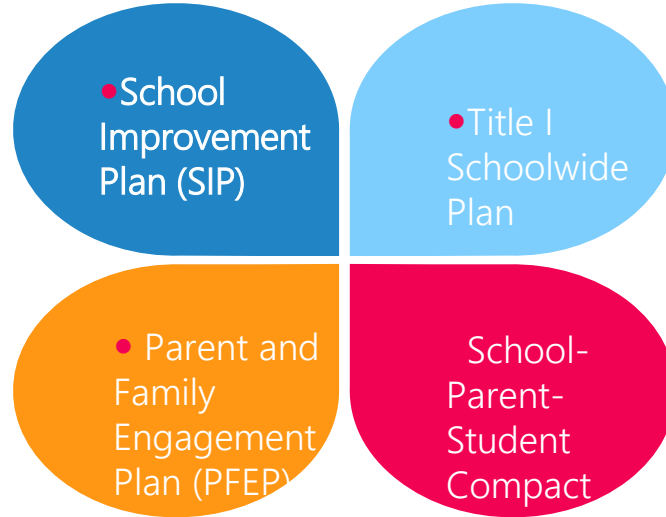 •School
Improvement
Plan (SIP)
•Title I
Schoolwide
Plan
• Parent and
Family
Engagement
Plan (PFEP)
School-
Parent-
Student
Compact